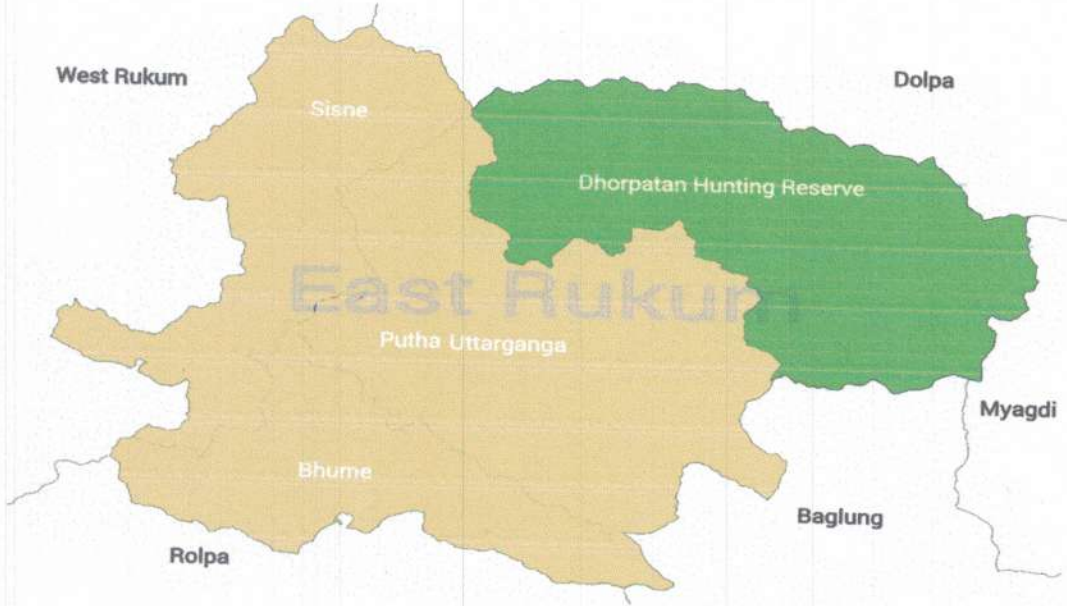 West Rukum
Dolpa
Sisne
Dhorpatan Hunting Reserve
East Rukum
Putha Uttarganga
Myagdi
Bhume
Baglung
Rolpa